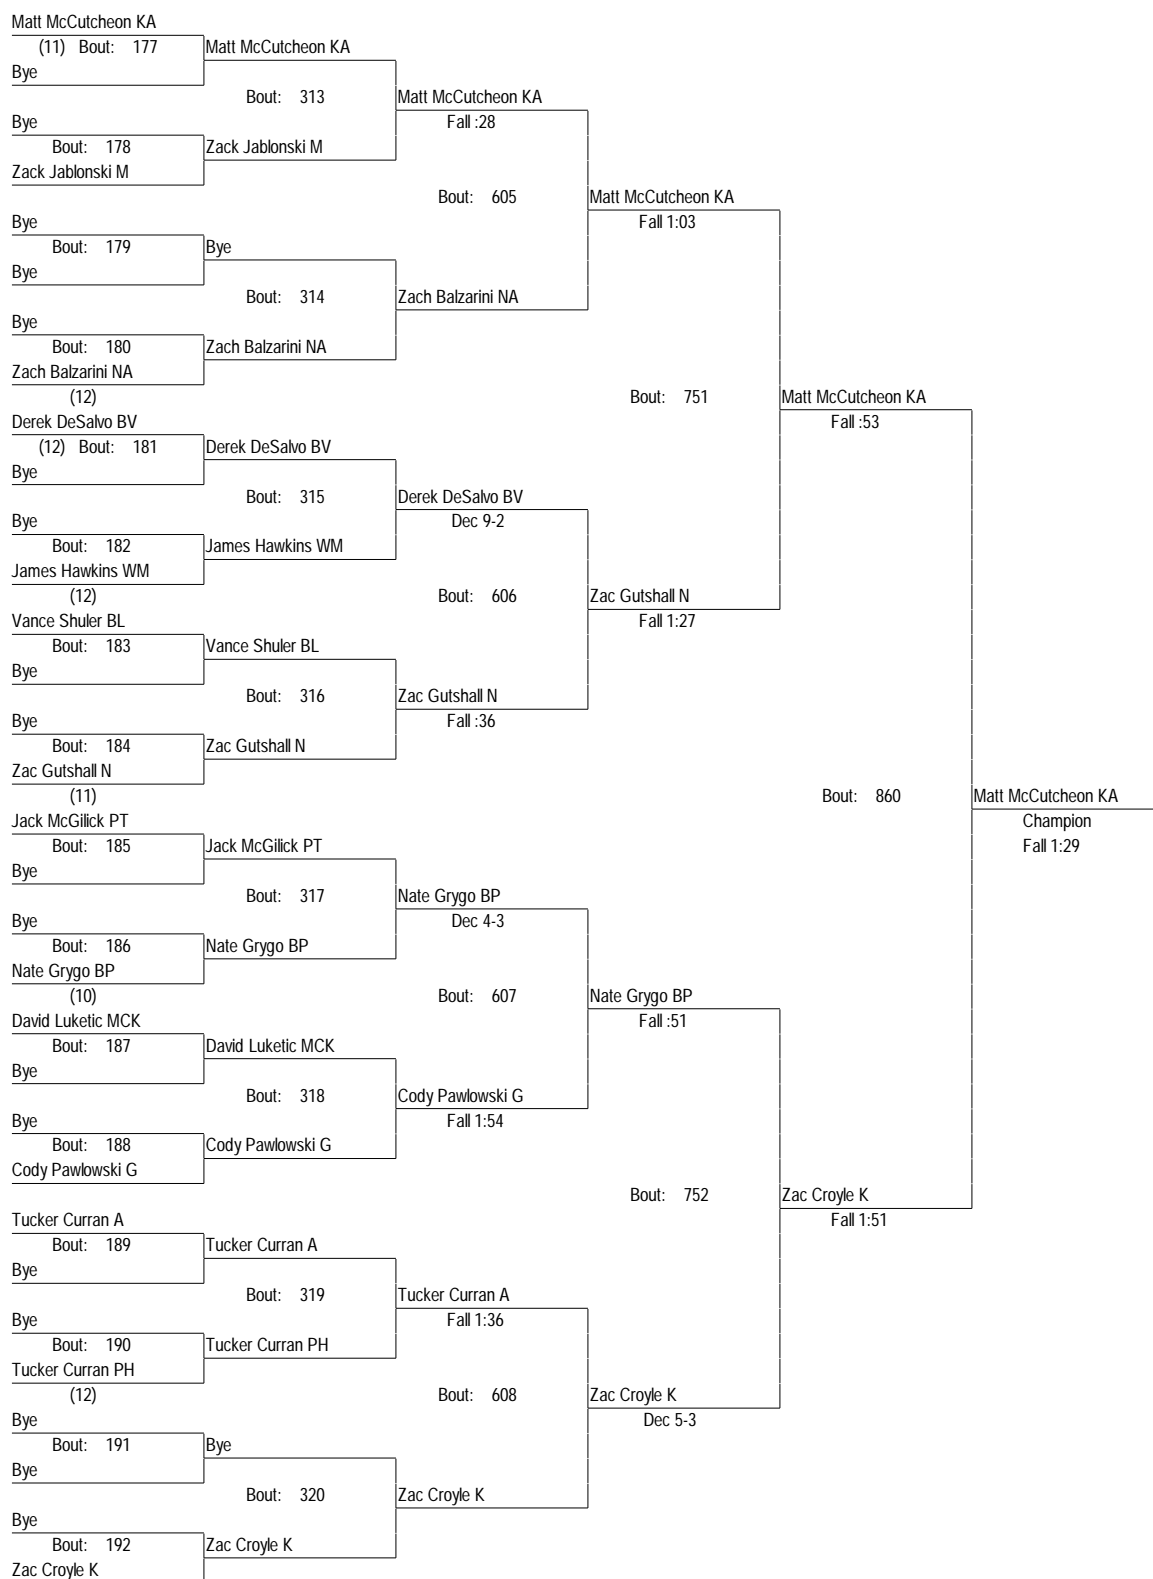 Matt McCutcheon KA
(11) Bout: 177 Matt McCutcheon KA
Bye
Bout: 313 Matt McCutcheon KA
Bye Fall :28
Bout: 178 Zack Jablonski M
Zack Jablonski M
Bout: 605 Matt McCutcheon KA
Bye Fall 1:03
Bout: 179 Bye
Bye
Bout: 314 Zach Balzarini NA
Bye
Bout: 180 Zach Balzarini NA
Zach Balzarini NA
(12) Bout: 751 Matt McCutcheon KA
Derek DeSalvo BV Fall :53
(12) Bout: 181 Derek DeSalvo BV
Bye
Bout: 315 Derek DeSalvo BV
Bye Dec 9-2
Bout: 182 James Hawkins WM
James Hawkins WM
(12) Bout: 606 Zac Gutshall N
Vance Shuler BL Fall 1:27
Bout: 183 Vance Shuler BL
Bye
Bout: 316 Zac Gutshall N
Bye Fall :36
Bout: 184 Zac Gutshall N
Zac Gutshall N
(11) Bout: 860 Matt McCutcheon KA
Jack McGilick PT Champion
Bout: 185 Jack McGilick PT Fall 1:29
Bye
Bout: 317 Nate Grygo BP
Bye Dec 4-3
Bout: 186 Nate Grygo BP
Nate Grygo BP
(10) Bout: 607 Nate Grygo BP
David Luketic MCK Fall :51
Bout: 187 David Luketic MCK
Bye
Bout: 318 Cody Pawlowski G
Bye Fall 1:54
Bout: 188 Cody Pawlowski G
Cody Pawlowski G
Bout: 752 Zac Croyle K
Tucker Curran A Fall 1:51
Bout: 189 Tucker Curran A
Bye
Bout: 319 Tucker Curran A
Bye Fall 1:36
Bout: 190 Tucker Curran PH
Tucker Curran PH
(12) Bout: 608 Zac Croyle K
Bye Dec 5-3
Bout: 191 Bye
Bye
Bout: 320 Zac Croyle K
Bye
Bout: 192 Zac Croyle K
Zac Croyle K